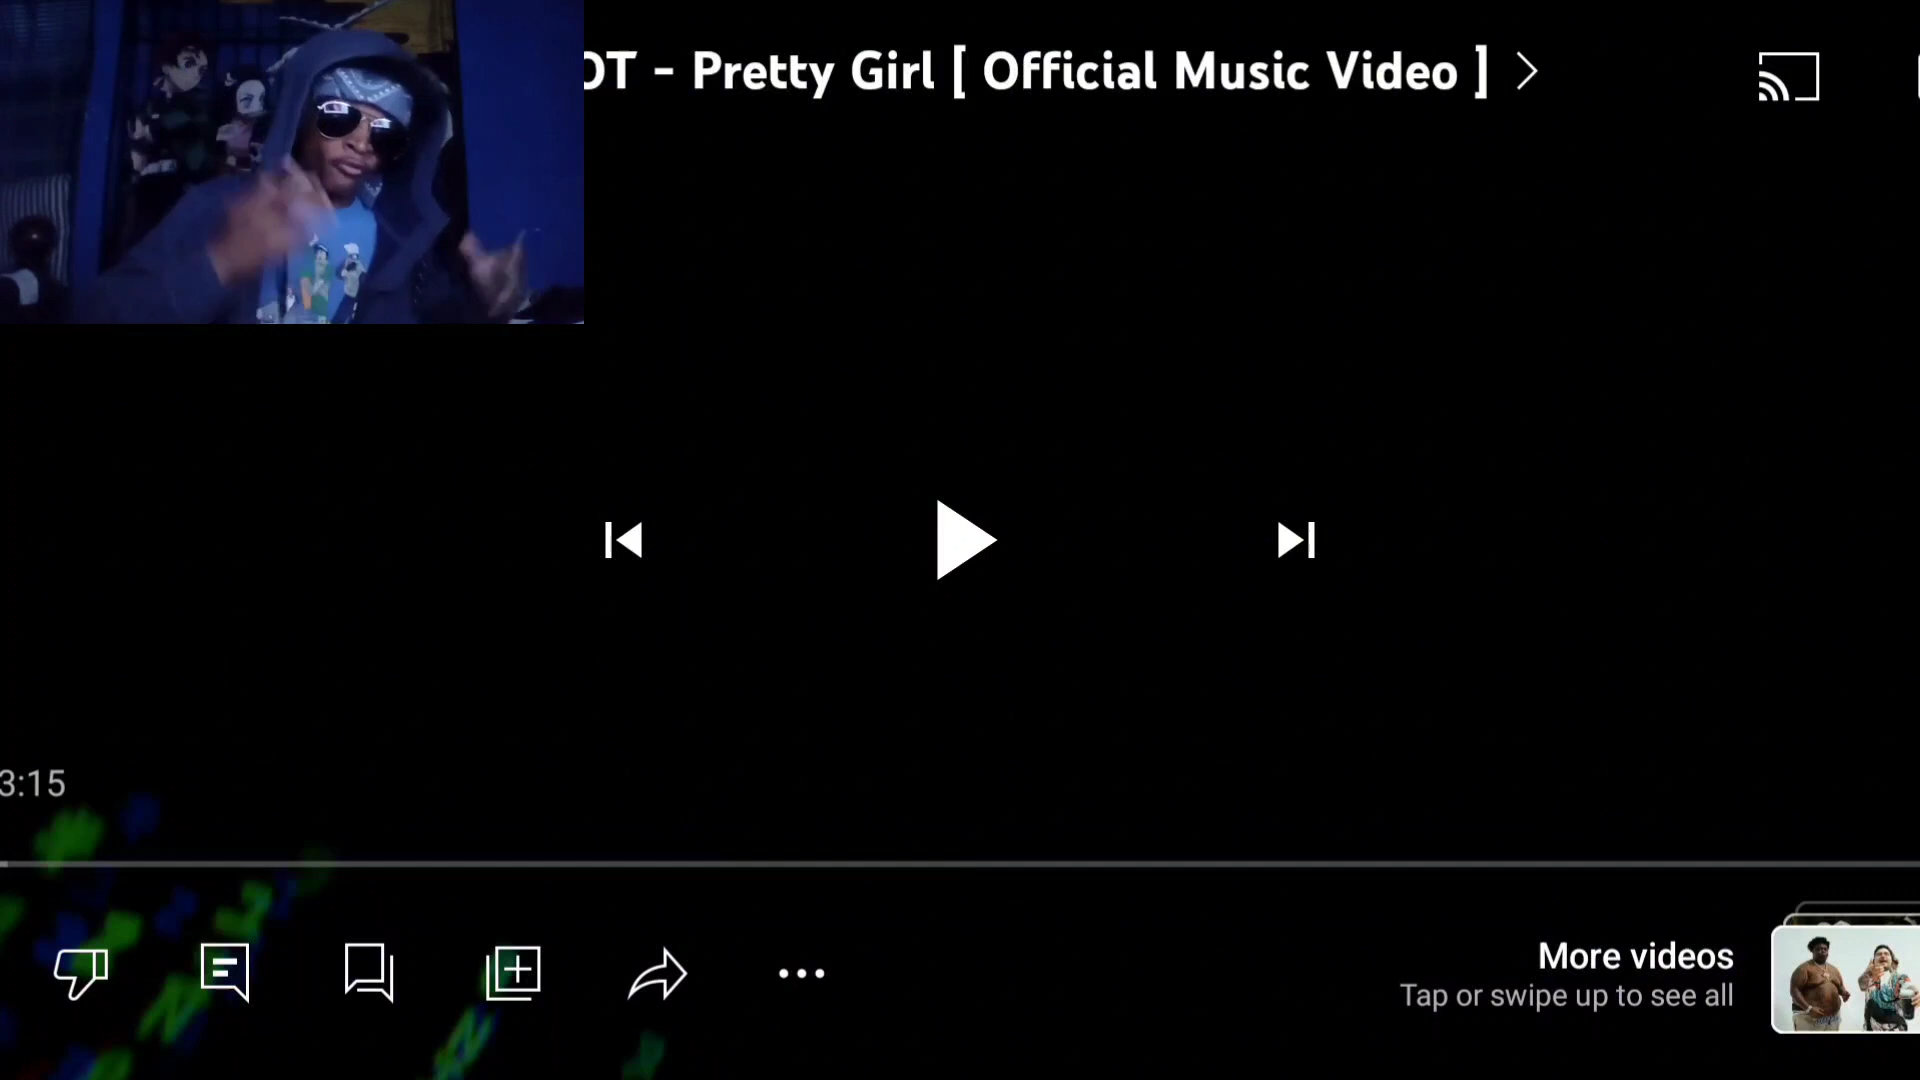 OT - Pretty Girl [ Official Music Video ]
3:15
More videos
Tap or swipe up to see all